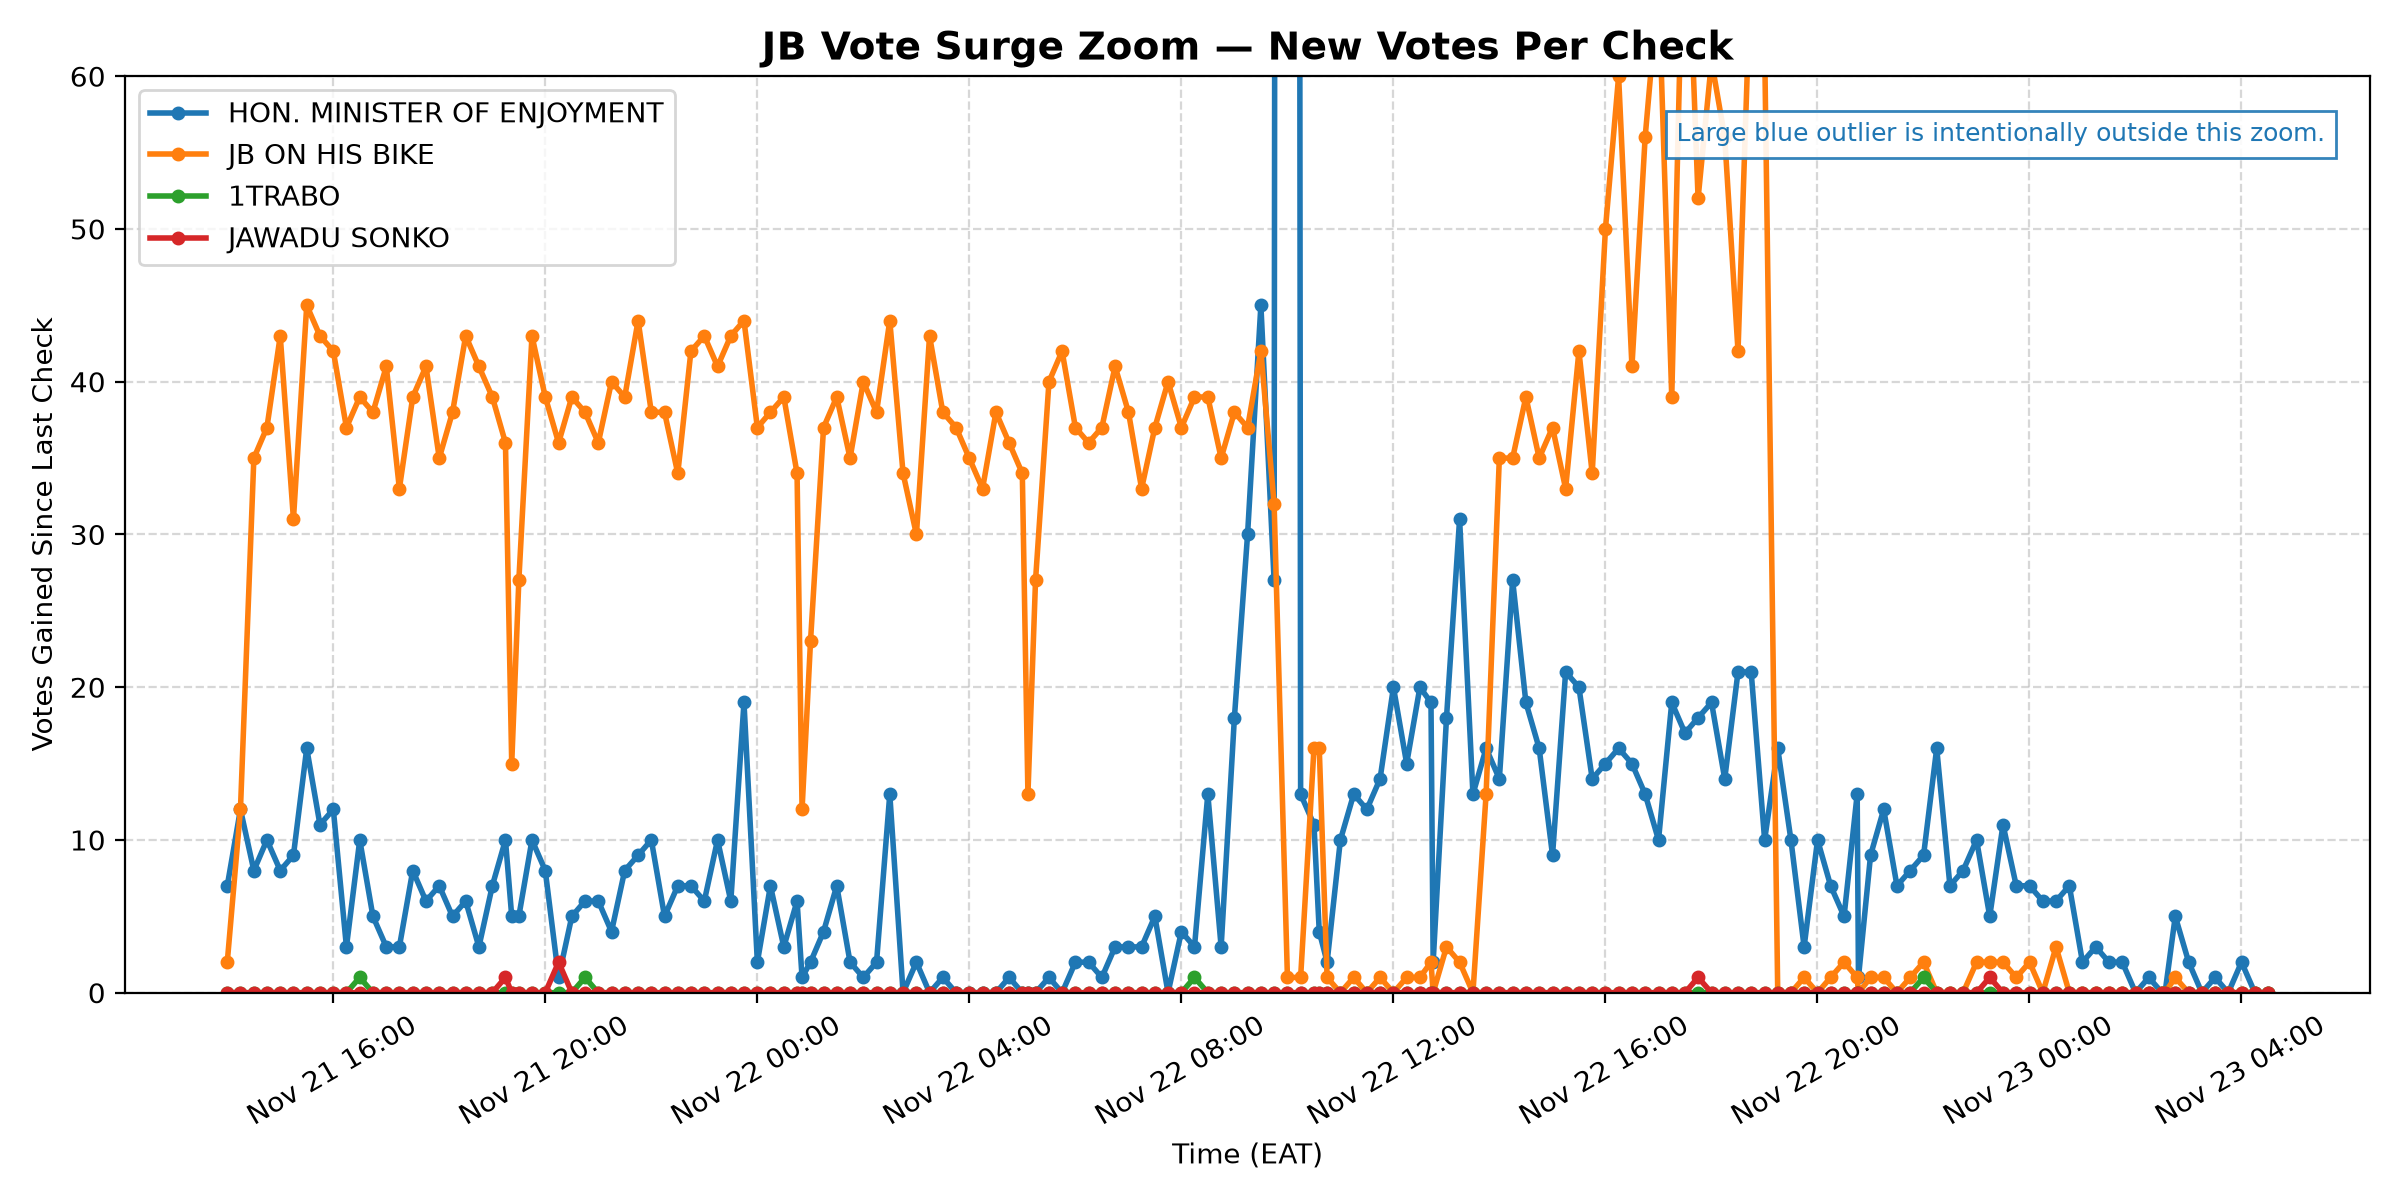 JB Vote Surge Zoom — New Votes Per Check
60
50
40
30
20
10
0
Votes Gained Since Last Check
HON. MINISTER OF ENJOYMENT
JB ON HIS BIKE
1TRABO
JAWADU SONKO
Large blue outlier is intentionally outside this zoom.
Nov 21 16:00
Nov 21 20:00
Nov 22 00:00
Nov 22 04:00
Nov 22 08:00
Nov 22 12:00
Nov 22 16:00
Nov 22 20:00
Nov 23 00:00
Nov 23 04:00
Time (EAT)